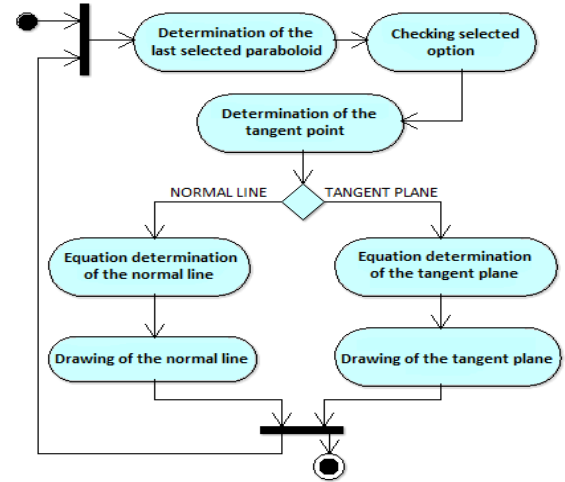 Determination of the
last selected paraboloid
Checking selected
option
Determination of the
tangent point
NORMAL LINE
TANGENT PLANE
Equation determination
of the normal line
Equation determination
of the tangent plane
Drawing of the normal line
Drawing of the tangent plane